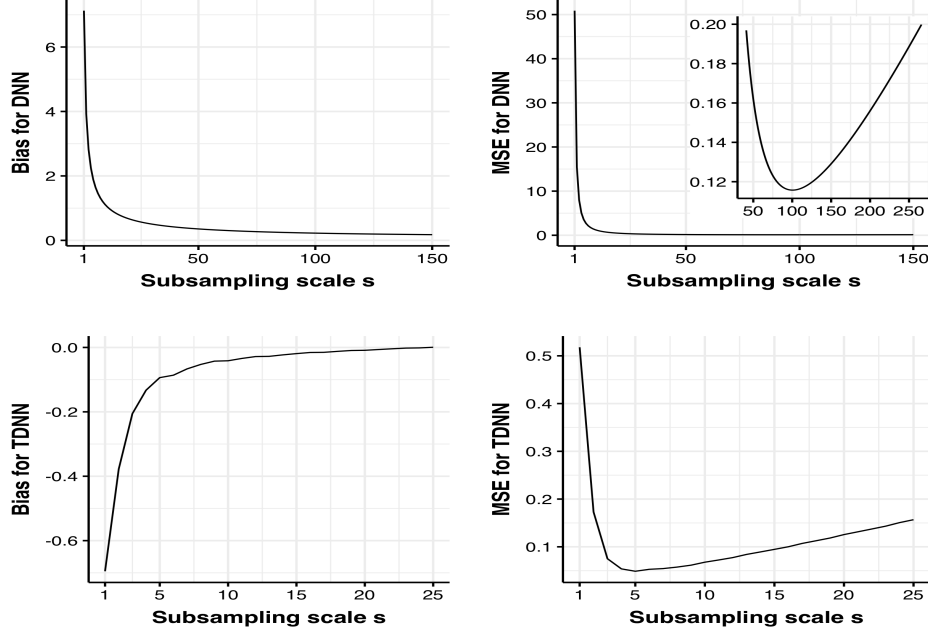 Bias for DNN
6
4
2
0
1 50 100 150
Subsampling scale s
MSE for DNN
50
40
30
20
10
0
1 50 100 150
Subsampling scale s
0.20
0.18
0.16
0.14
0.12
50 100 150 200 250
Bias for TDNN
0.0
-0.2
-0.4
-0.6
1 5 10 15 20 25
Subsampling scale s
MSE for TDNN
0.5
0.4
0.3
0.2
0.1
1 5 10 15 20 25
Subsampling scale s